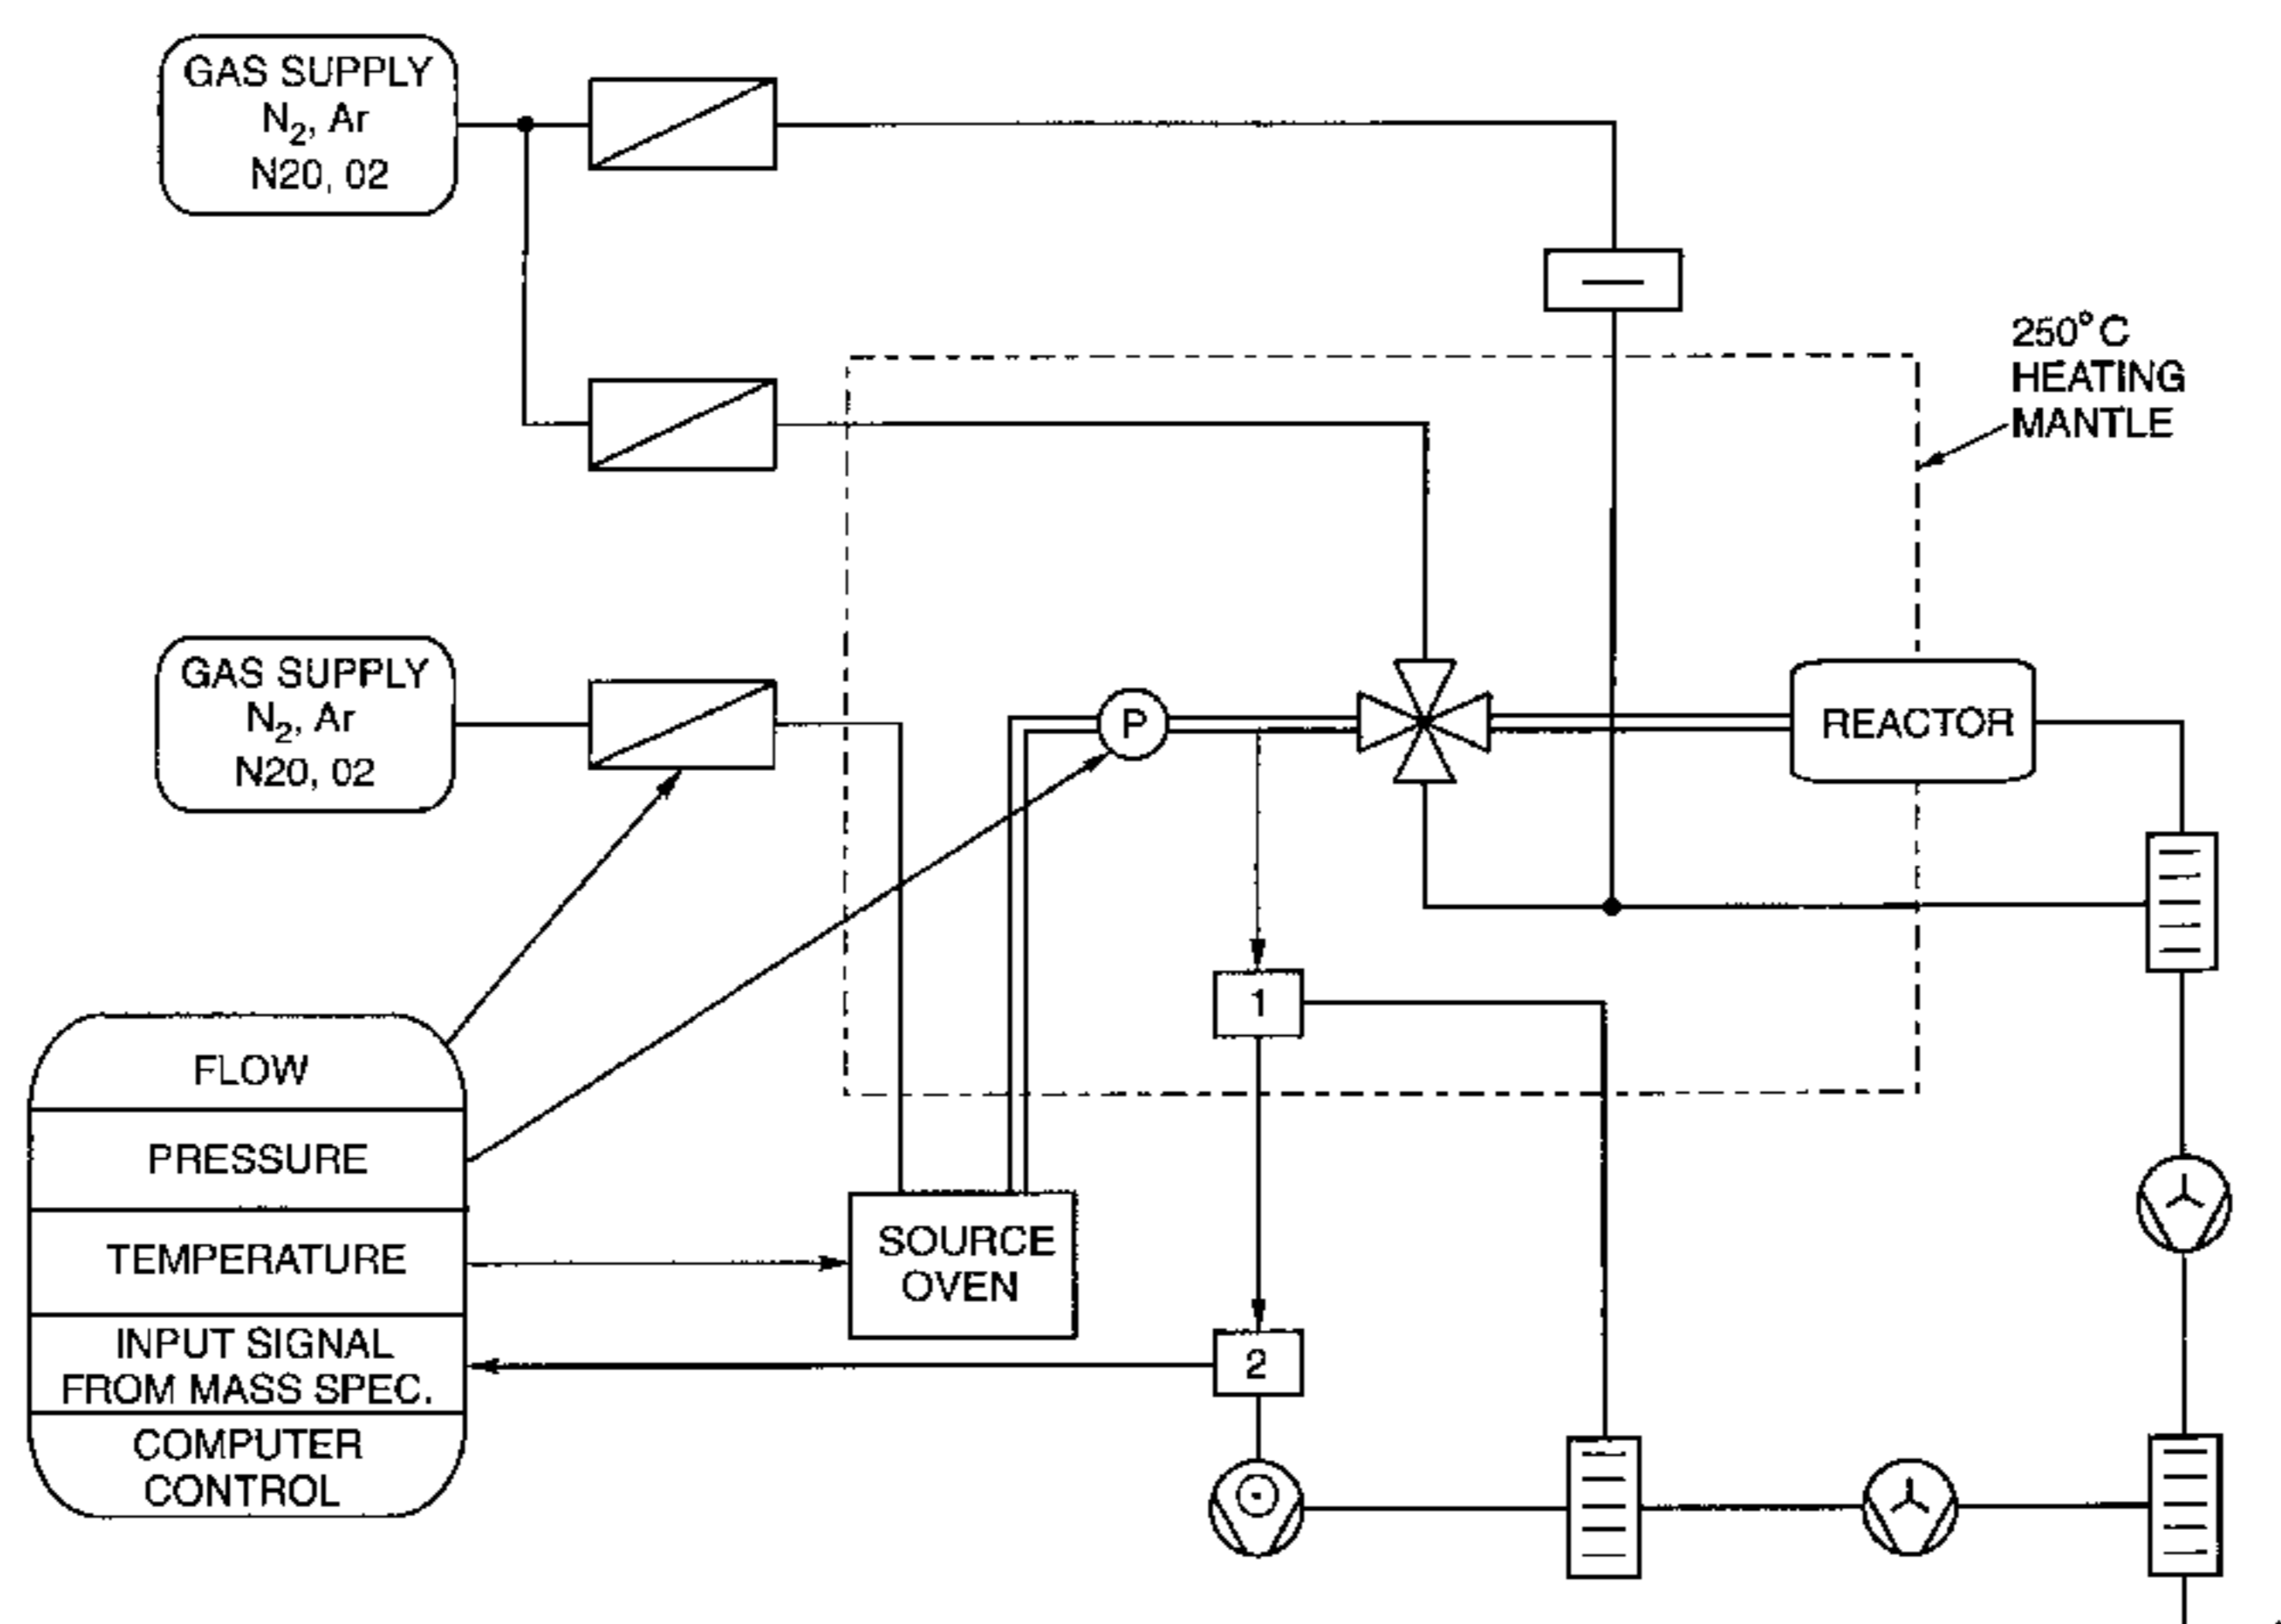 GAS SUPPLY
N₂, Ar
N20, 02
250°C
HEATING
MANTLE
GAS SUPPLY
N₂, Ar
N20, 02
P
REACTOR
1
FLOW
PRESSURE
TEMPERATURE
INPUT SIGNAL
FROM MASS SPEC.
COMPUTER
CONTROL
SOURCE
OVEN
2